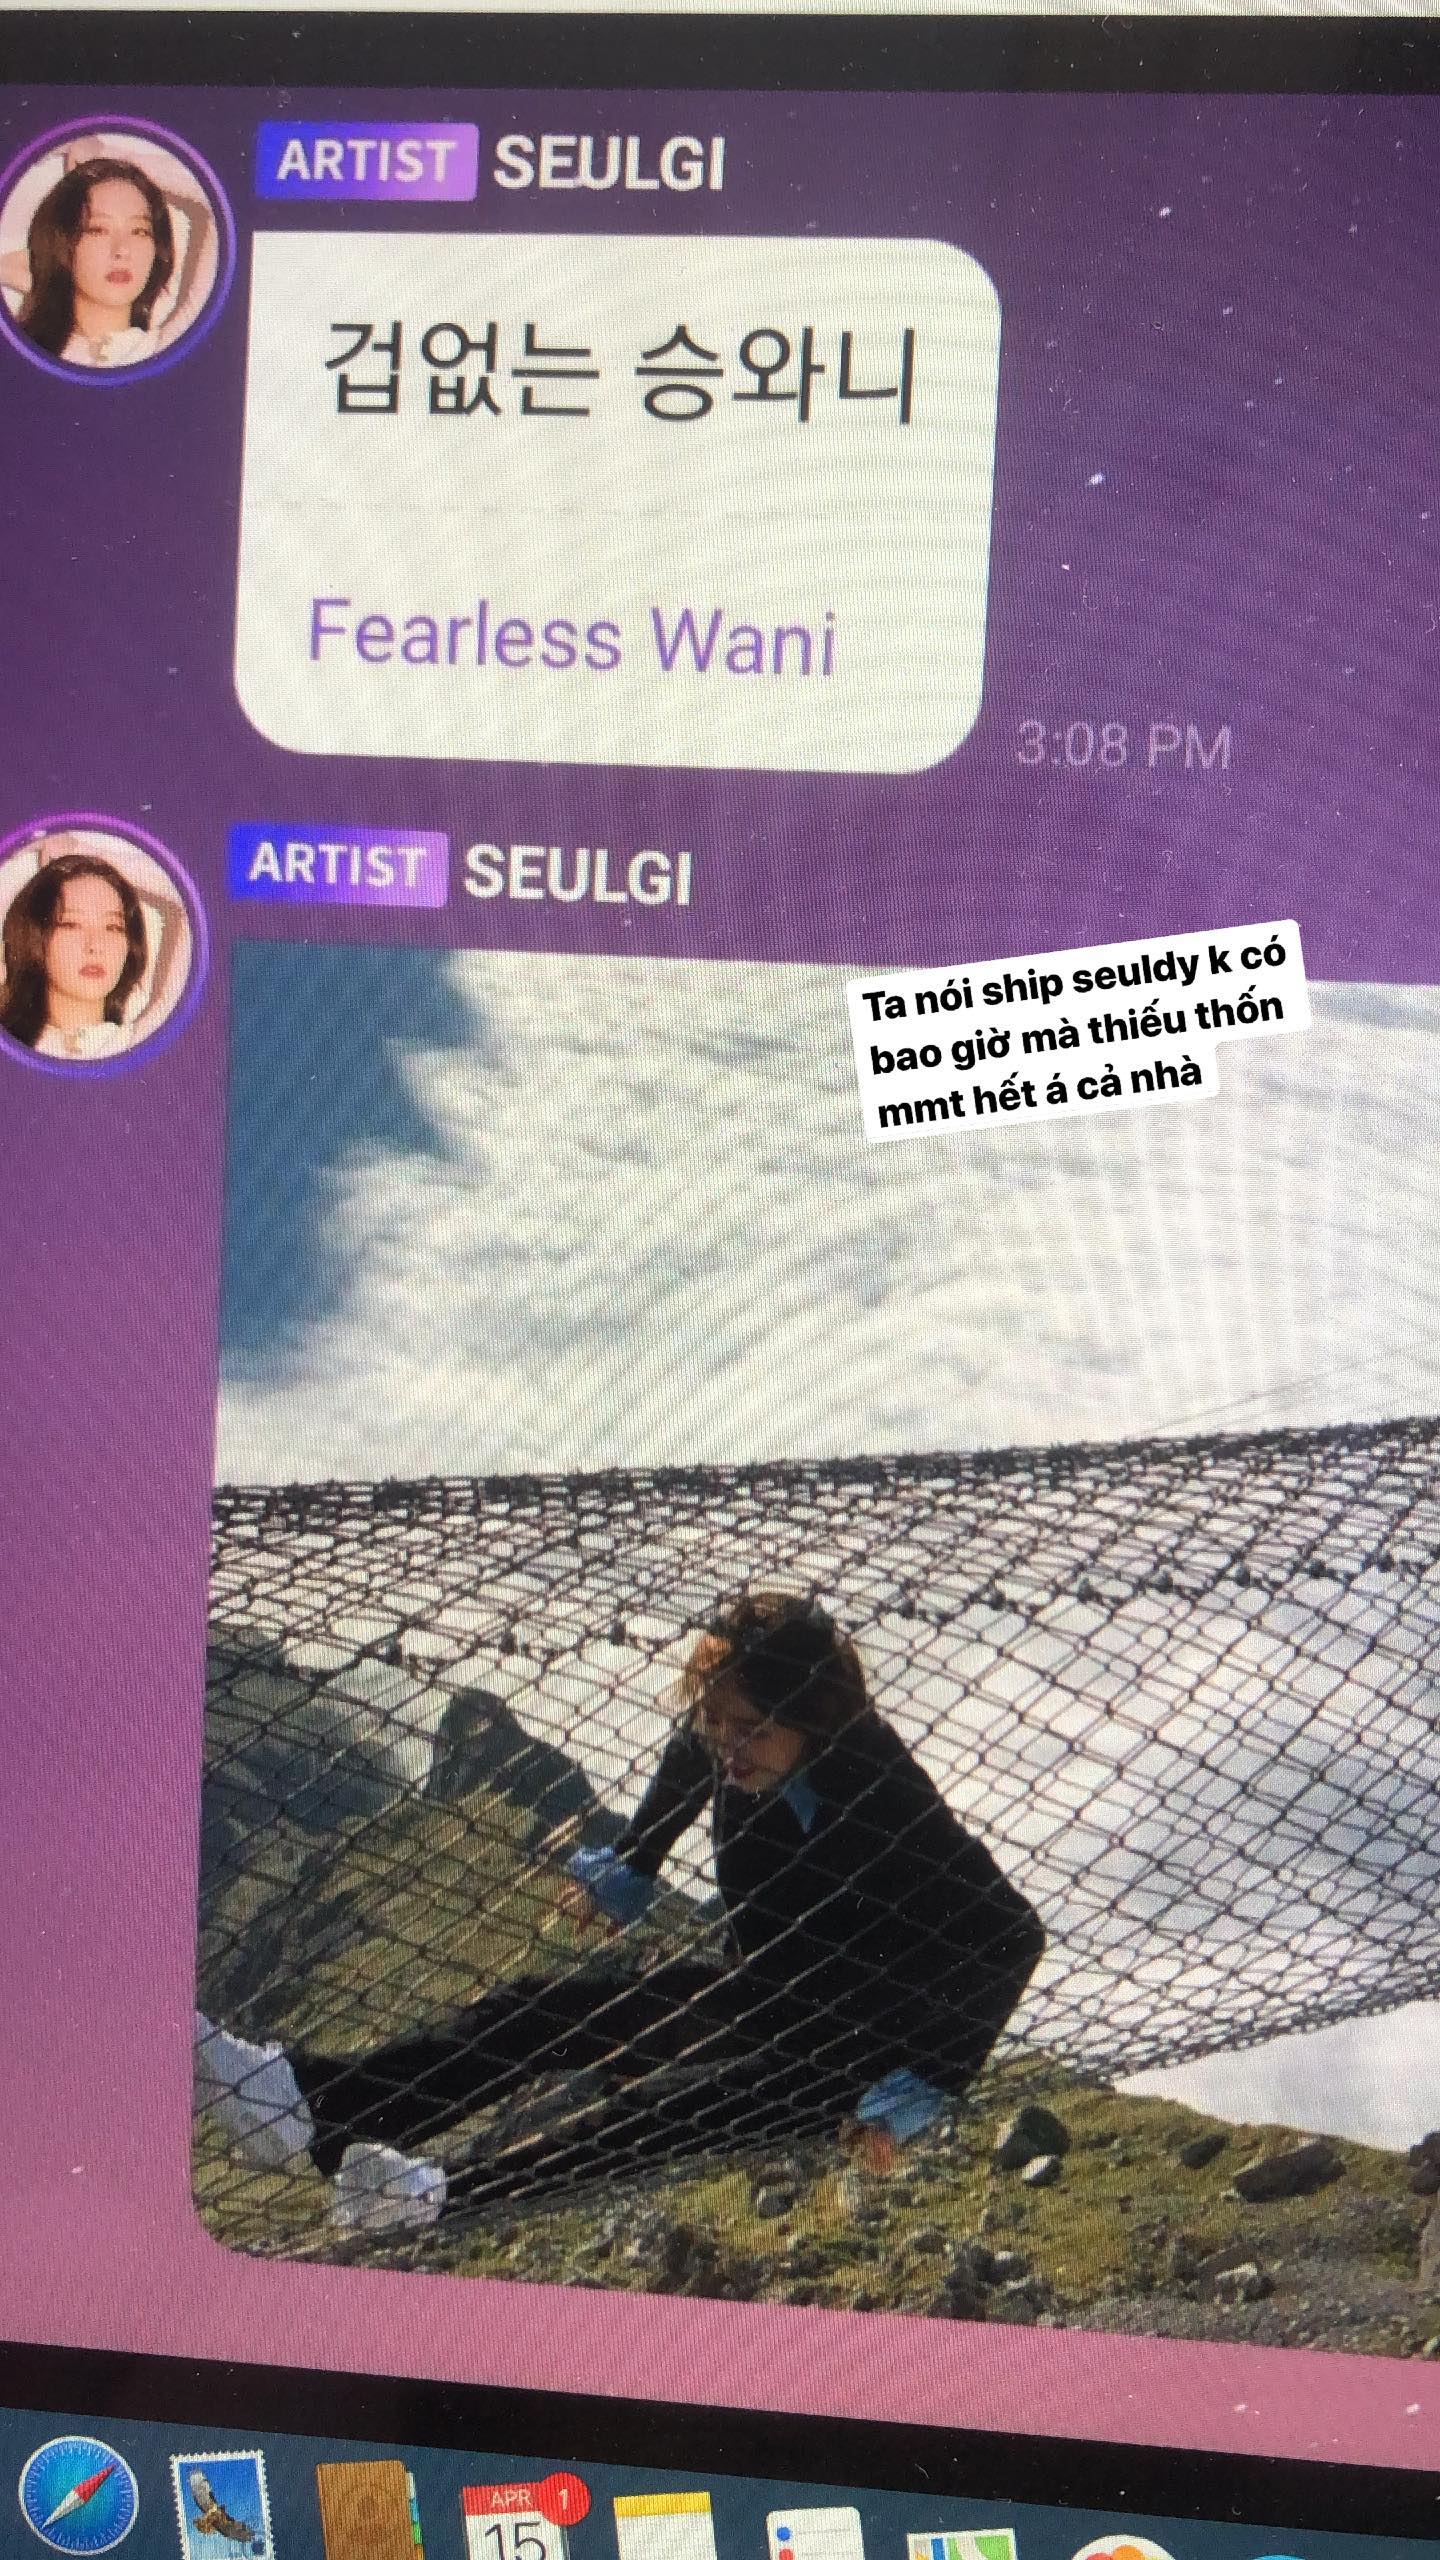 ARTIST SEULGI
겁없는 승와니
Fearless Wani
3:08 PM
ARTIST SEULGI
Ta nói ship seuldy k có
bao giờ mà thiếu thốn
mmt hết á cả nhà
APR 1
15